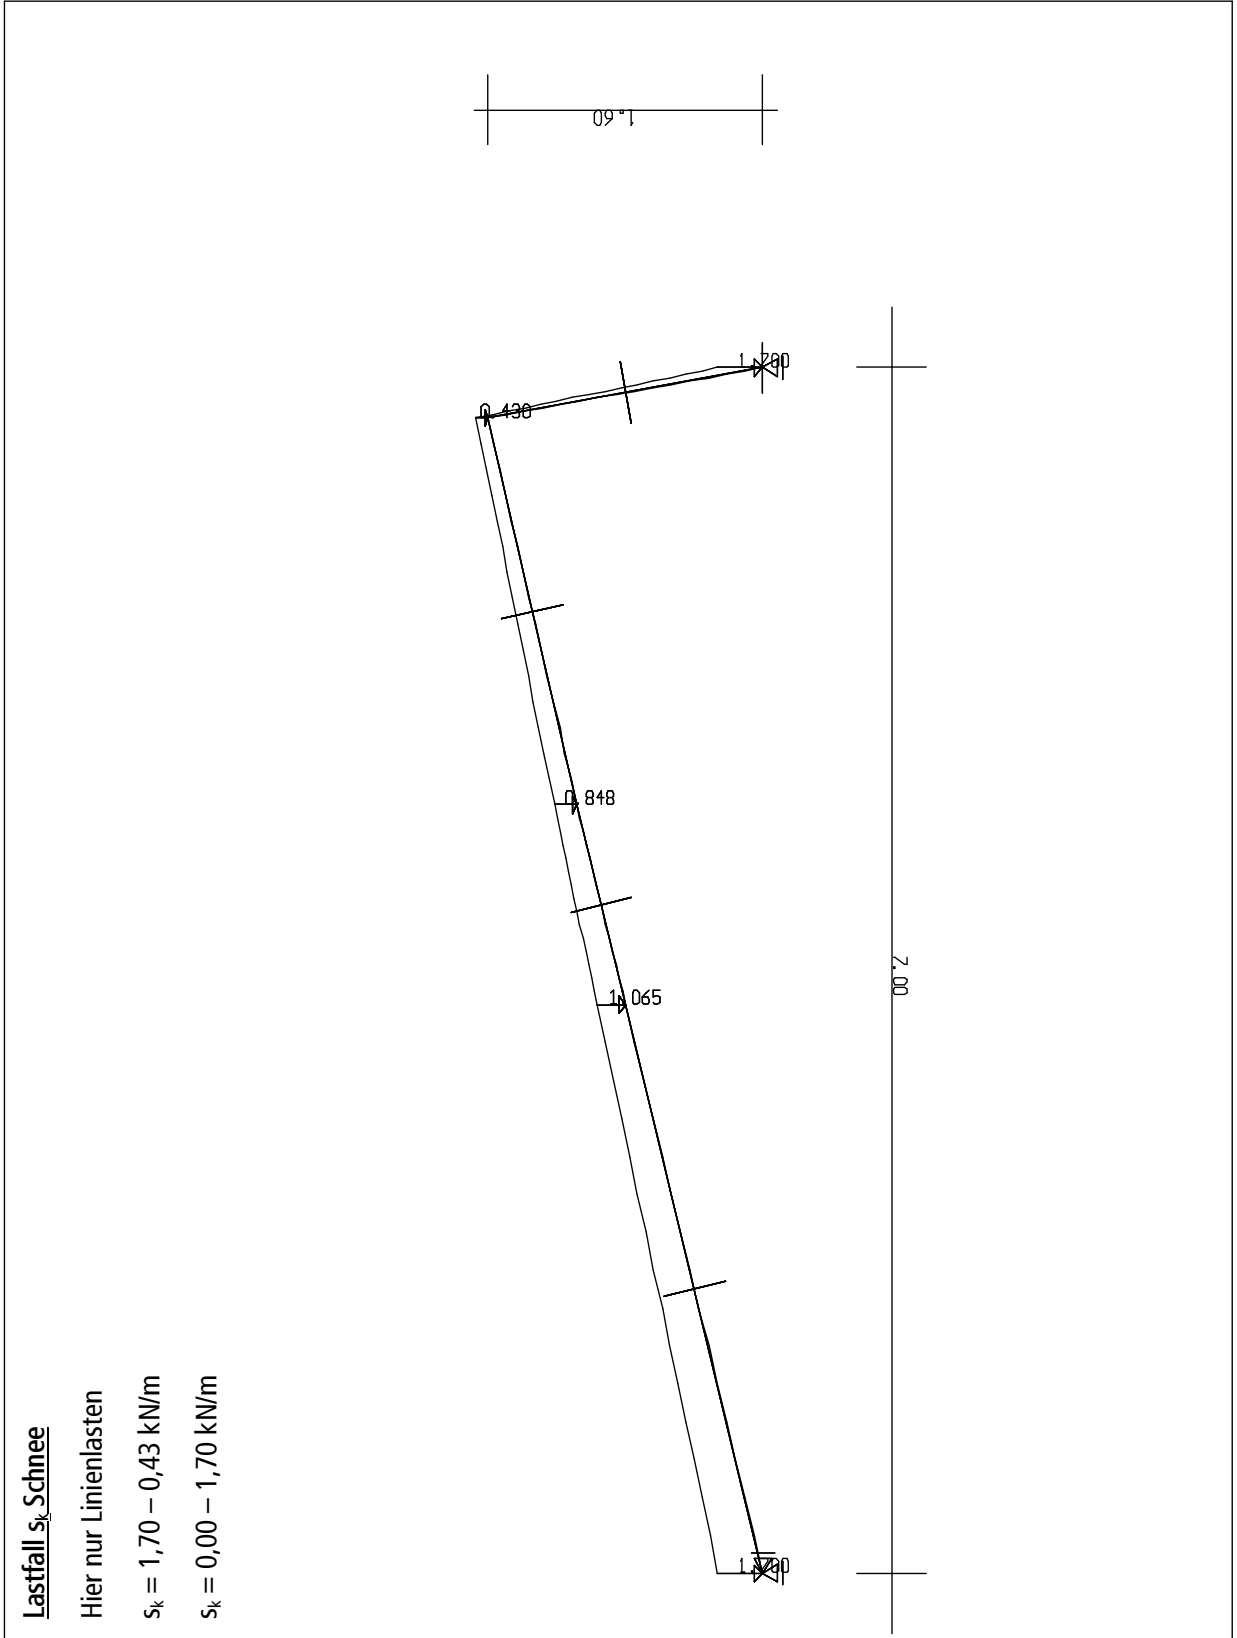 Lastfall sk Schnee
Hier nur Linienlasten
sk = 1,70 – 0,43 kN/m
sk = 0,00 – 1,70 kN/m
1.60
1.700
0.430
0.848
1.065
7.00
1.700